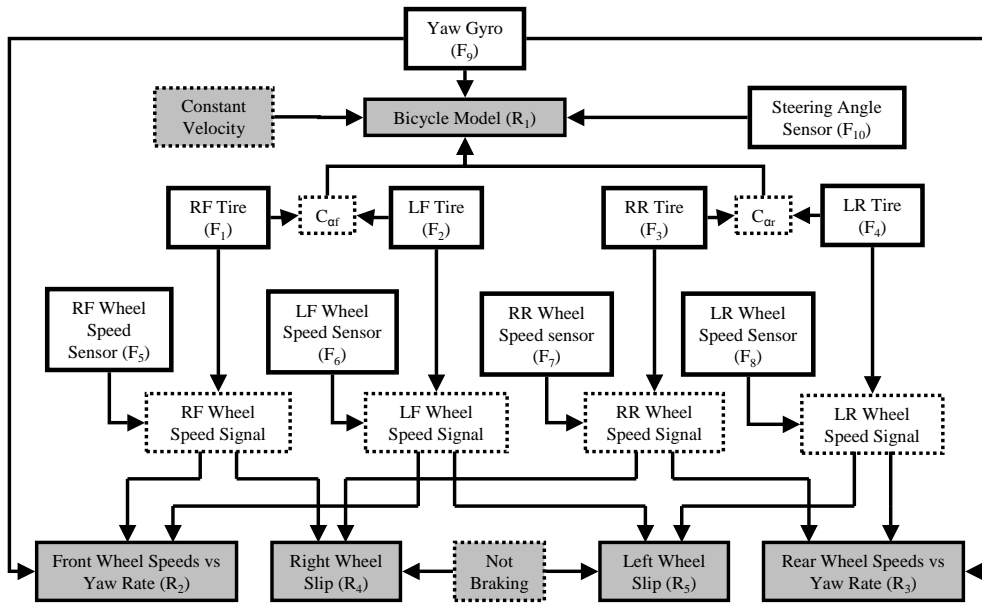 Yaw Gyro
(F₉)
Constant
Velocity
Bicycle Model (R₁)
Steering Angle
Sensor (F₁₀)
RF Tire
(F₁)
C_αf
LF Tire
(F₂)
RR Tire
(F₃)
C_αr
LR Tire
(F₄)
RF Wheel
Speed
Sensor (F₅)
LF Wheel
Speed Sensor
(F₆)
RR Wheel
Speed sensor
(F₇)
LR Wheel
Speed Sensor
(F₈)
RF Wheel
Speed Signal
LF Wheel
Speed Signal
RR Wheel
Speed Signal
LR Wheel
Speed Signal
Front Wheel Speeds vs
Yaw Rate (R₂)
Right Wheel
Slip (R₄)
Not
Braking
Left Wheel
Slip (R₅)
Rear Wheel Speeds vs
Yaw Rate (R₃)